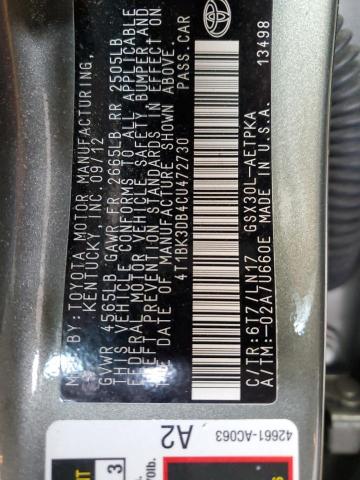 MFD. BY: TOYOTA MOTOR MANUFACTURING,
KENTUCKY, INC. 09/12
GVWR 4565LB GAWR FR 2665LB RR 2505LB
THIS VEHICLE CONFORMS TO ALL APPLICABLE
FEDERAL MOTOR VEHICLE SAFETY, BUMPER AND
THEFT PREVENTION STANDARDS IN EFFECT ON
THE DATE OF MANUFACTURE SHOWN ABOVE.
4T1BK3DB4CU472730 PASS.CAR
C/TR:6T7/LN17 GSX30L-AETPKA
A/TM:-02A/U660E MADE IN U.S.A. 13498
42661-AC063
A2
3